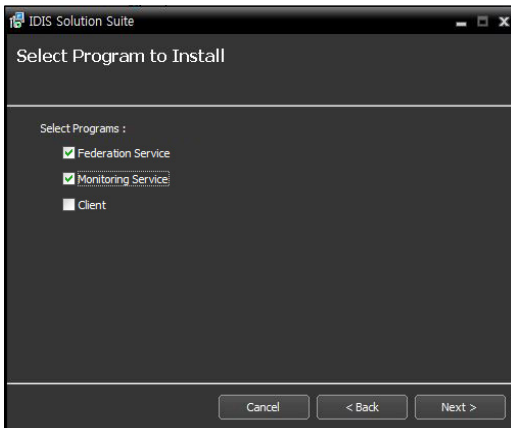 IDIS Solution Suite
Select Program to Install
Select Programs :
Federation Service
Monitoring Service
Client
Cancel
< Back
Next >